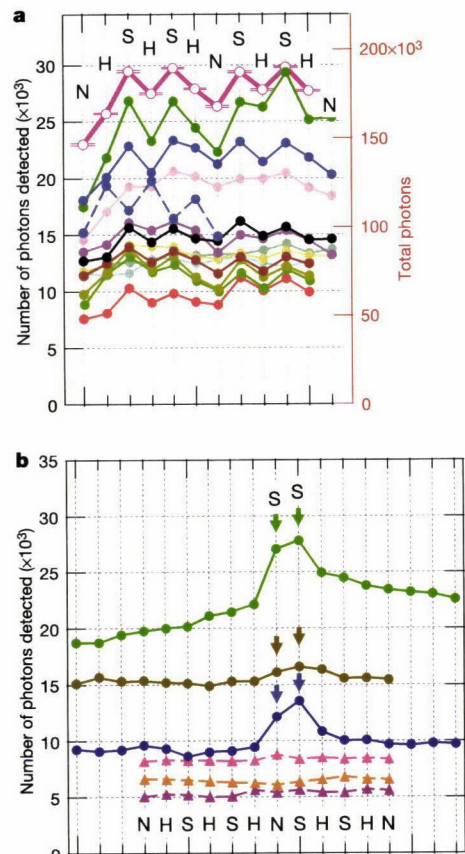 a
S S S S
H H H H H
N N N
30
25
20
15
10
5
0
200×10³
150
100
50
0
Number of photons detected (×10³)
Total photons
b
35
30
25
20
15
10
5
0
S S
Number of photons detected (×10³)
N H S H S H N S H S H N